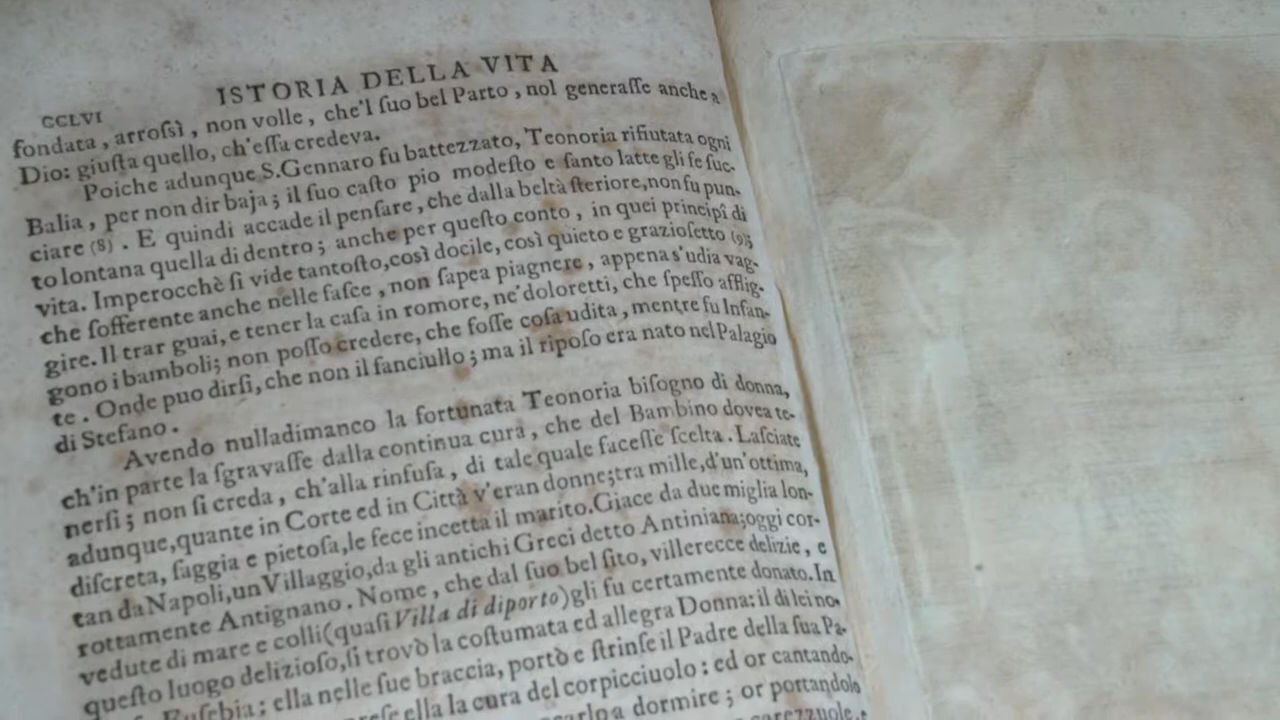 CCLVI
ISTORIA DELLA VITA
fondata, arroſsì, non volle, che'l ſuo bel Parto, nol generaſſe anche a
Dio: giuſta quello, ch'eſſa credeva.
Poiche adunque S.Gennaro fu battezzato, Teonoria rifiutata ogni
Balia, per non dir baja; il ſuo caſto pio modeſto e ſanto latte gli fe ſuc-
ciare (8). E quindi accade il penſare, che dalla beltà ſteriore, non fu pun-
to lontana quella di dentro; anche per queſto conto, in quei principî di
vita. Imperocchè ſi vide tantoſto, così docile, così quieto e grazioſetto (9);
che ſofferente anche nelle faſce, non ſapea piagnere, appena s'udia vag-
gire. Il trar guai, e tener la caſa in romore, ne' doloretti, che ſpeſſo afflig-
gono i bamboli; non poſſo credere, che foſſe coſa udita, mentre fu Infan-
te. Onde puo dirſi, che non il fanciullo; ma il ripoſo era nato nel Palagio
di Stefano.
Avendo nulladimanco la fortunata Teonoria biſogno di donna,
ch'in parte la ſgravaſſe dalla continua cura, che del Bambino dovea te-
nerſi; non ſi creda, ch'alla rinfuſa, di tale quale faceſſe ſcelta. Laſciate
adunque, quante in Corte ed in Città v'eran donne; tra mille, d'un'ottima,
diſcreta, ſaggia e pietoſa, le fece incetta il marito. Giace da due miglia lon-
tan da Napoli, un Villaggio, da gli antichi Greci detto Antiniana; oggi cor-
rottamente Antignano. Nome, che dal ſuo bel ſito, villerecce delizie, e
vedute di mare e colli (quaſi Villa di diporto) gli fu certamente donato. In
queſto luogo delizioſo, ſi trovò la coſtumata ed allegra Donna: il di lei no-
Euſebia; ella nelle ſue braccia, portò e ſtrinſe il Padre della ſua Pa-
ella la cura del corpicciuolo: ed or cantando-
a dormire; or portandolo